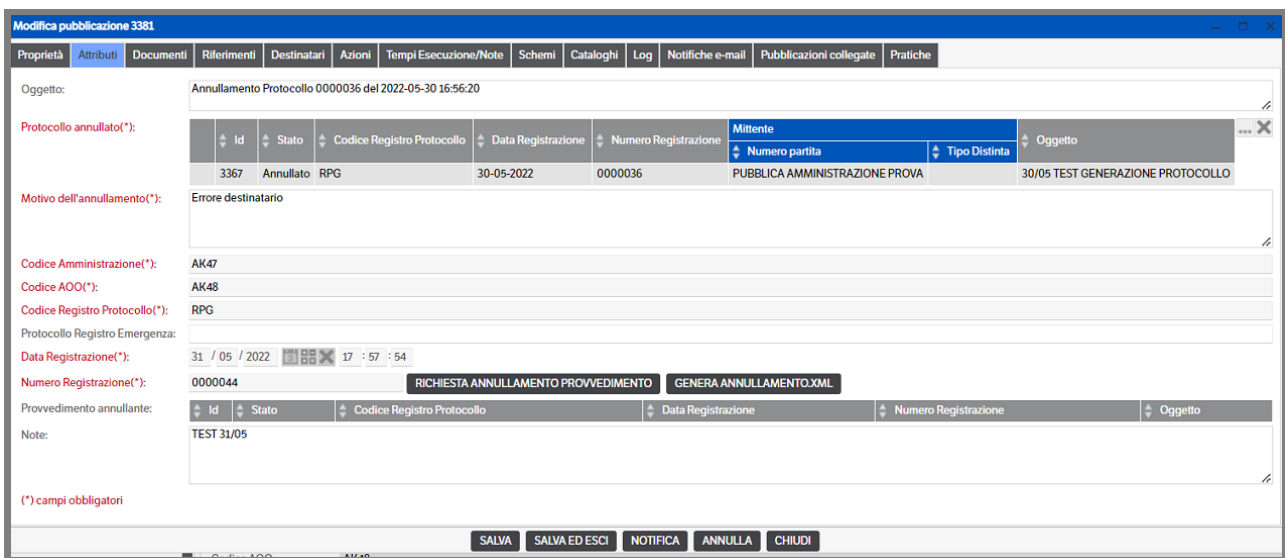 Modifica pubblicazione 3381
Proprietà Attributi Documenti Riferimenti Destinatari Azioni Tempi Esecuzione/Note Schemi Cataloghi Log Notifiche e-mail Pubblicazioni collegate Pratiche
Oggetto: Annullamento Protocollo 0000036 del 2022-05-30 16:56:20
Protocollo annullato(*): Id Stato Codice Registro Protocollo Data Registrazione Numero Registrazione Mittente Oggetto ...
Numero partita Tipo Distinta
3367 Annullato RPG 30-05-2022 0000036 PUBBLICA AMMINISTRAZIONE PROVA 30/05 TEST GENERAZIONE PROTOCOLLO
Motivo dell'annullamento(*): Errore destinatario
Codice Amministrazione(*): AK47
Codice AOO(*): AK48
Codice Registro Protocollo(*): RPG
Protocollo Registro Emergenza:
Data Registrazione(*): 31 / 05 / 2022 17 : 57 : 54
Numero Registrazione(*): 0000044 RICHIESTA ANNULLAMENTO PROVVEDIMENTO GENERA ANNULLAMENTO.XML
Provvedimento annullante: Id Stato Codice Registro Protocollo Data Registrazione Numero Registrazione Oggetto
Note: TEST 31/05
(*) campi obbligatori
SALVA SALVA ED ESCI NOTIFICA ANNULLA CHIUDI